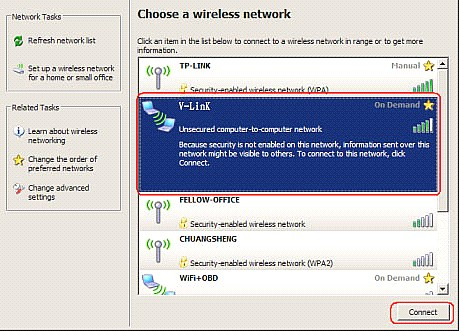 Network Tasks
Refresh network list
Set up a wireless network
for a home or small office
Related Tasks
Learn about wireless
networking
Change the order of
preferred networks
Change advanced
settings
Choose a wireless network
Click an item in the list below to connect to a wireless network in range or to get more
information.
TP-LINK Manual
Security-enabled wireless network (WPA)
V-LinK On Demand
Unsecured computer-to-computer network
Because security is not enabled on this network, information sent over this
network might be visible to others. To connect to this network, click
Connect.
FELLOW-OFFICE
Security-enabled wireless network
CHUANGSHENG
Security-enabled wireless network (WPA2)
WiFi+OBD On Demand
Connect